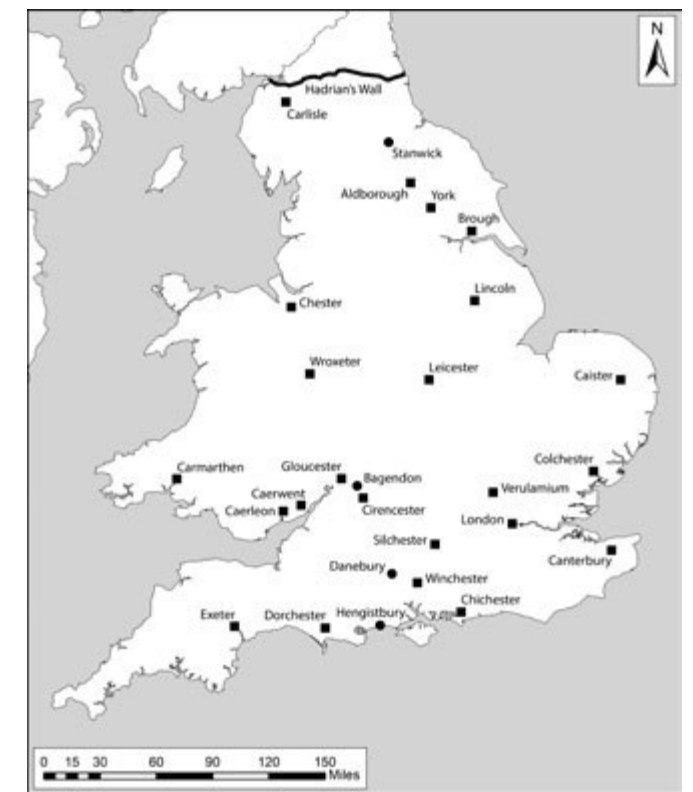 N
Hadrian's Wall
Carlisle
Stanwick
Aldborough
York
Brough
Lincoln
Chester
Wroxeter
Leicester
Caister
Colchester
Carmarthen
Gloucester
Bagendon
Caerwent
Verulamium
Caerleon
Cirencester
London
Silchester
Canterbury
Danebury
Winchester
Chichester
Exeter
Dorchester
Hengistbury
0 15 30 60 90 120 150
Miles